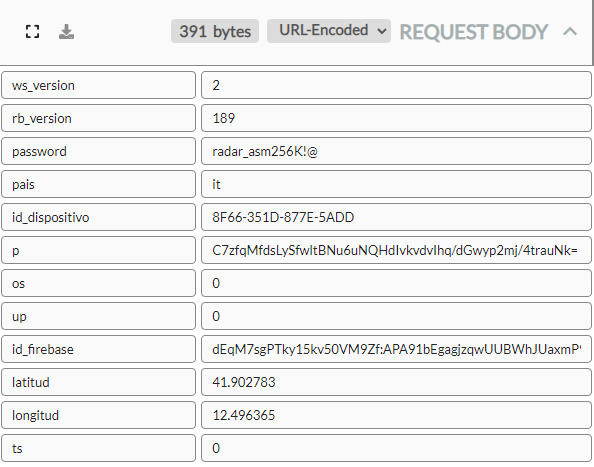 391 bytes URL-Encoded REQUEST BODY
ws_version 2
rb_version 189
password radar_asm256K!@
pais it
id_dispositivo 8F66-351D-877E-5ADD
p C7zfqMfdsLySfwltBNu6uNQHdIvkvdvIhq/dGwyp2mj/4trauNk=
os 0
up 0
id_firebase dEqM7sgPTky15kv50VM9Zf:APA91bEgagjzqwUUBWhJUaxmP
latitud 41.902783
longitud 12.496365
ts 0